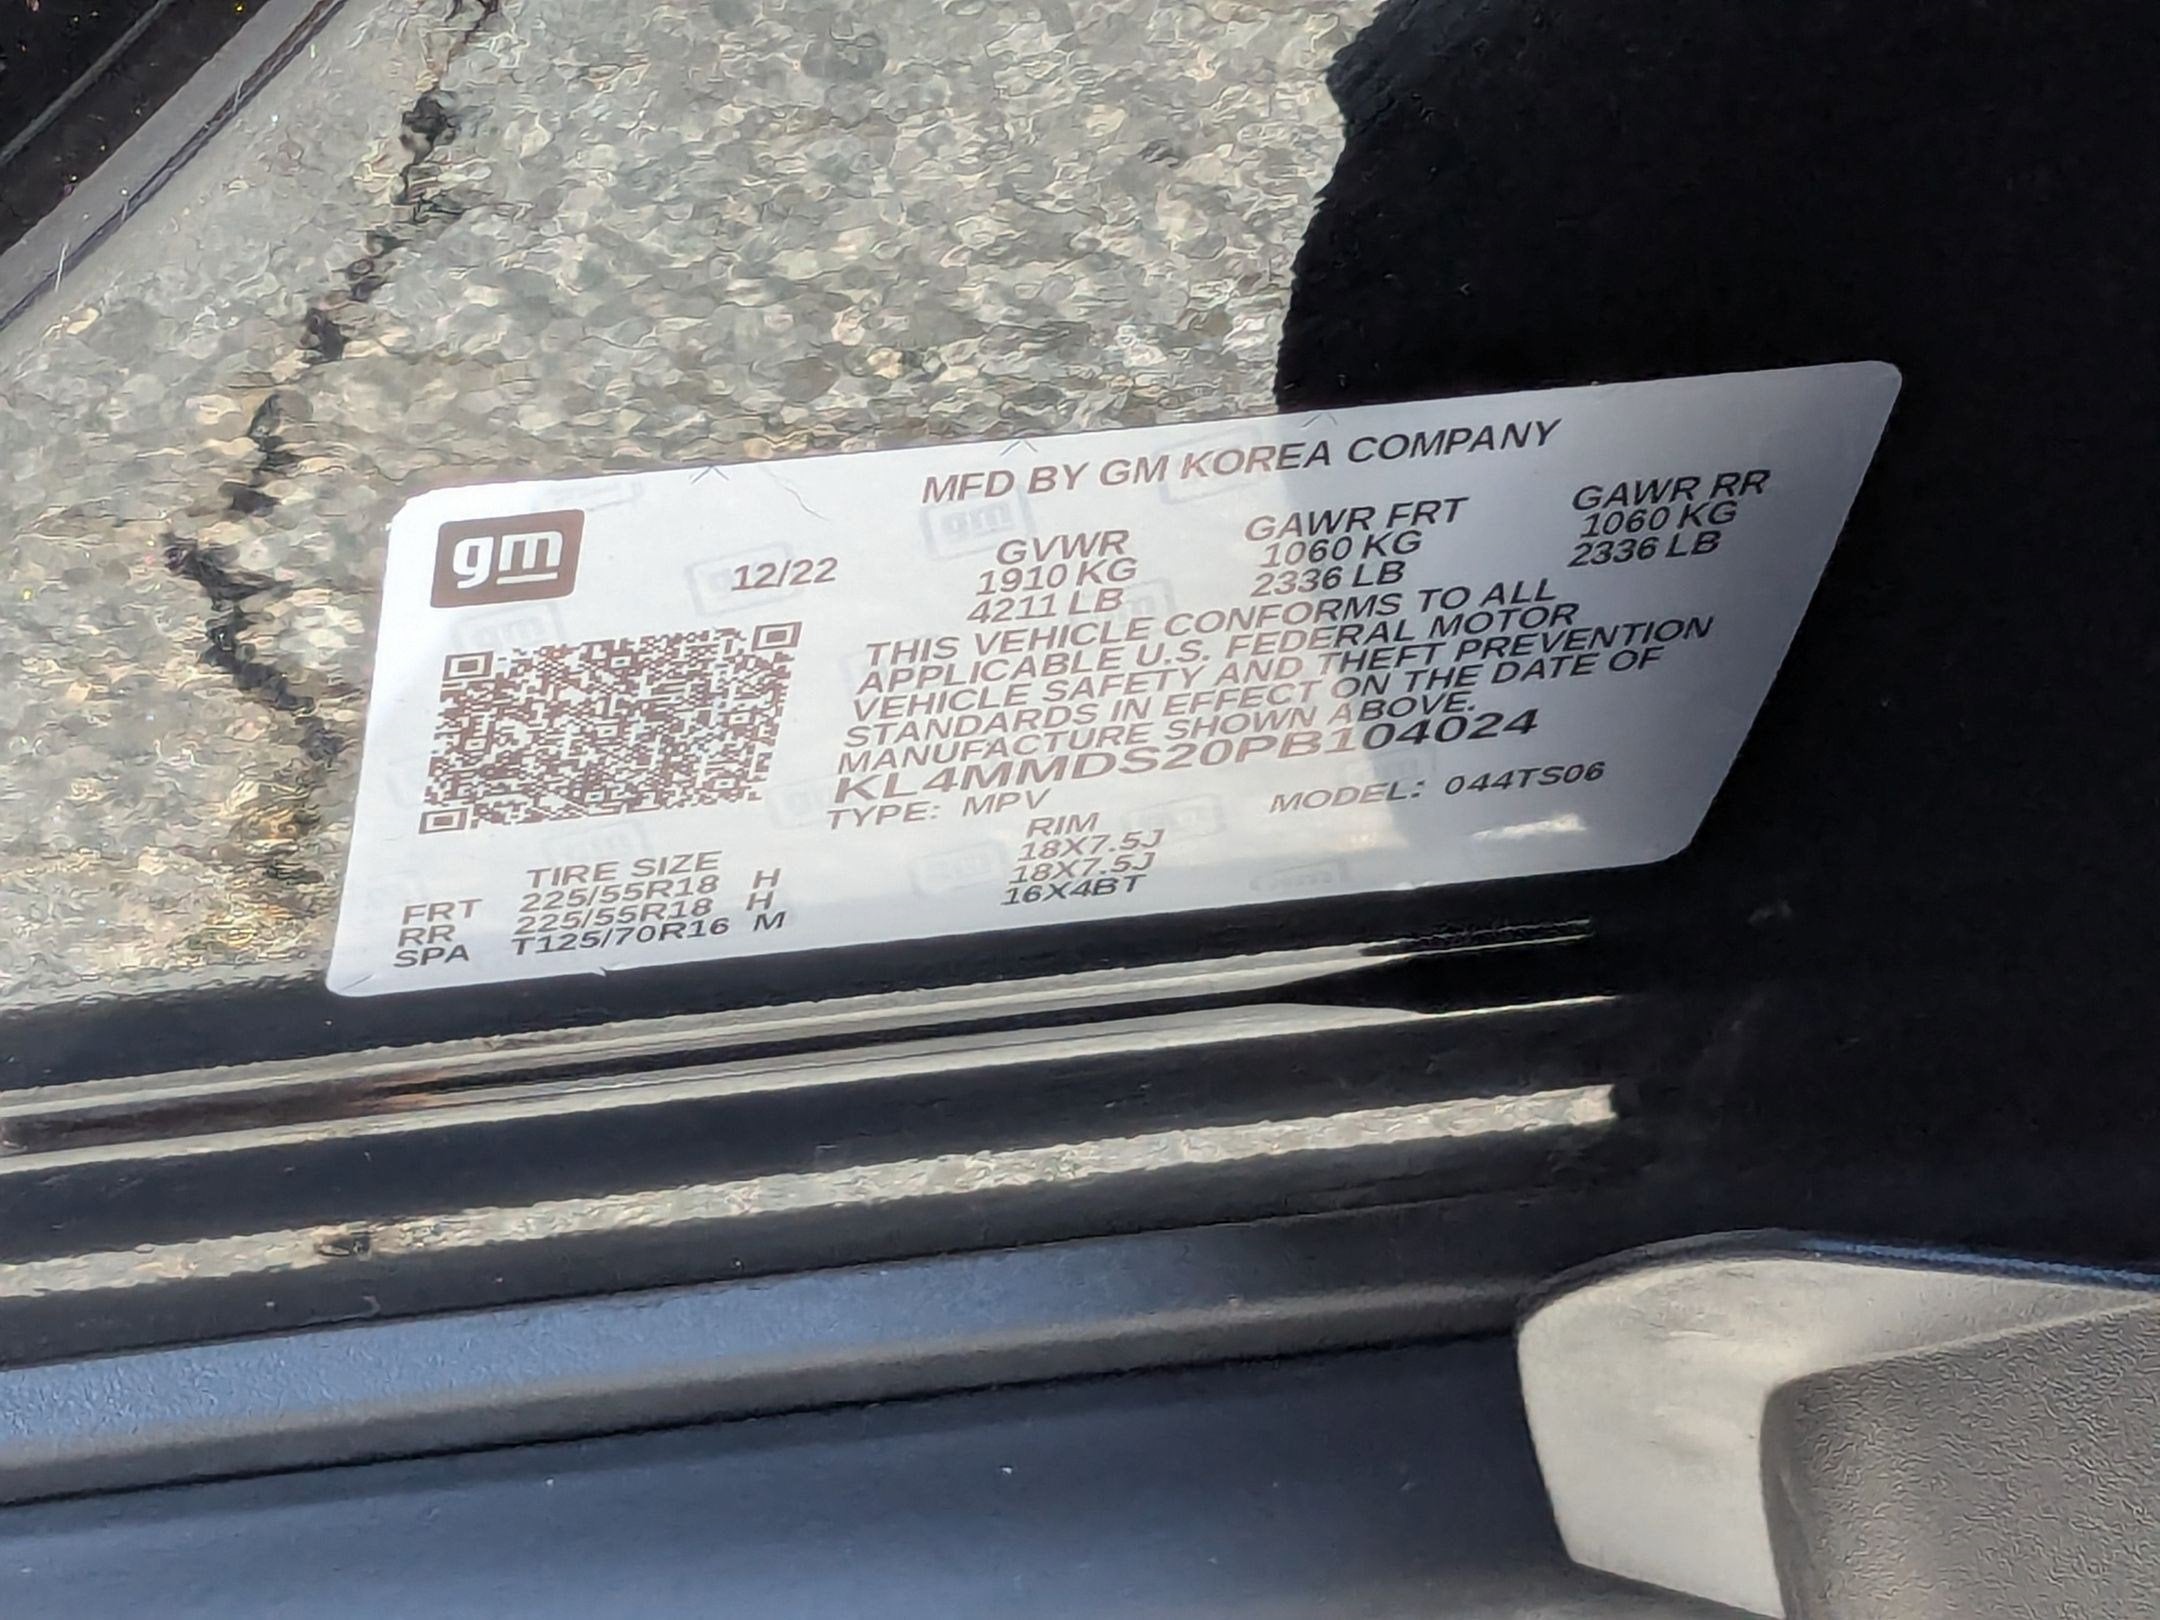 MFD BY GM KOREA COMPANY
gm
12/22
GVWR GAWR FRT GAWR RR
1910 KG 1060 KG 1060 KG
4211 LB 2336 LB 2336 LB
THIS VEHICLE CONFORMS TO ALL
APPLICABLE U.S. FEDERAL MOTOR
VEHICLE SAFETY AND THEFT PREVENTION
STANDARDS IN EFFECT ON THE DATE OF
MANUFACTURE SHOWN ABOVE.
KL4MMDS20PB104024
TYPE: MPV MODEL: 044TS06
TIRE SIZE RIM
FRT 225/55R18 H 18X7.5J
RR 225/55R18 H 18X7.5J
SPA T125/70R16 M 16X4BT